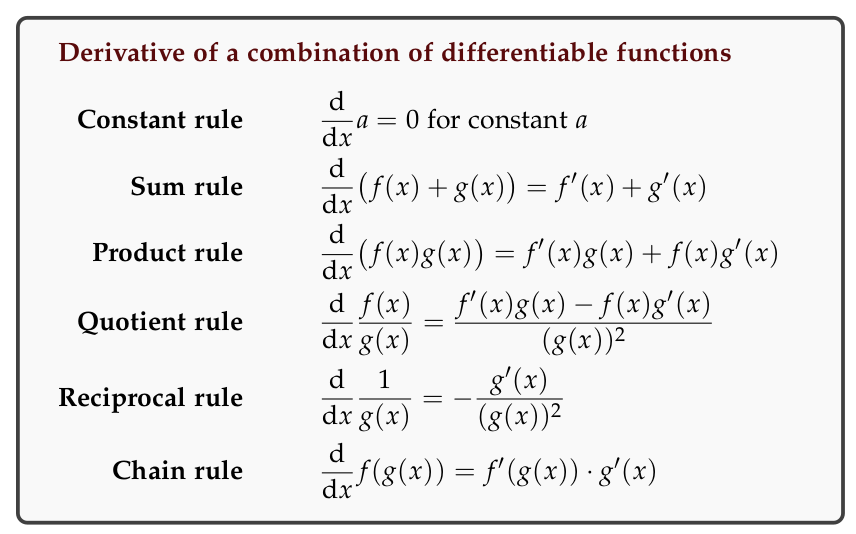 Derivative of a combination of differentiable functions
Constant rule $\frac{\mathrm{d}}{\mathrm{d}x}a = 0$ for constant $a$
Sum rule $\frac{\mathrm{d}}{\mathrm{d}x}\big(f(x) + g(x)\big) = f'(x) + g'(x)$
Product rule $\frac{\mathrm{d}}{\mathrm{d}x}\big(f(x)g(x)\big) = f'(x)g(x) + f(x)g'(x)$
Quotient rule $\frac{\mathrm{d}}{\mathrm{d}x}\frac{f(x)}{g(x)} = \frac{f'(x)g(x) - f(x)g'(x)}{(g(x))^2}$
Reciprocal rule $\frac{\mathrm{d}}{\mathrm{d}x}\frac{1}{g(x)} = -\frac{g'(x)}{(g(x))^2}$
Chain rule $\frac{\mathrm{d}}{\mathrm{d}x}f(g(x)) = f'(g(x)) \cdot g'(x)$